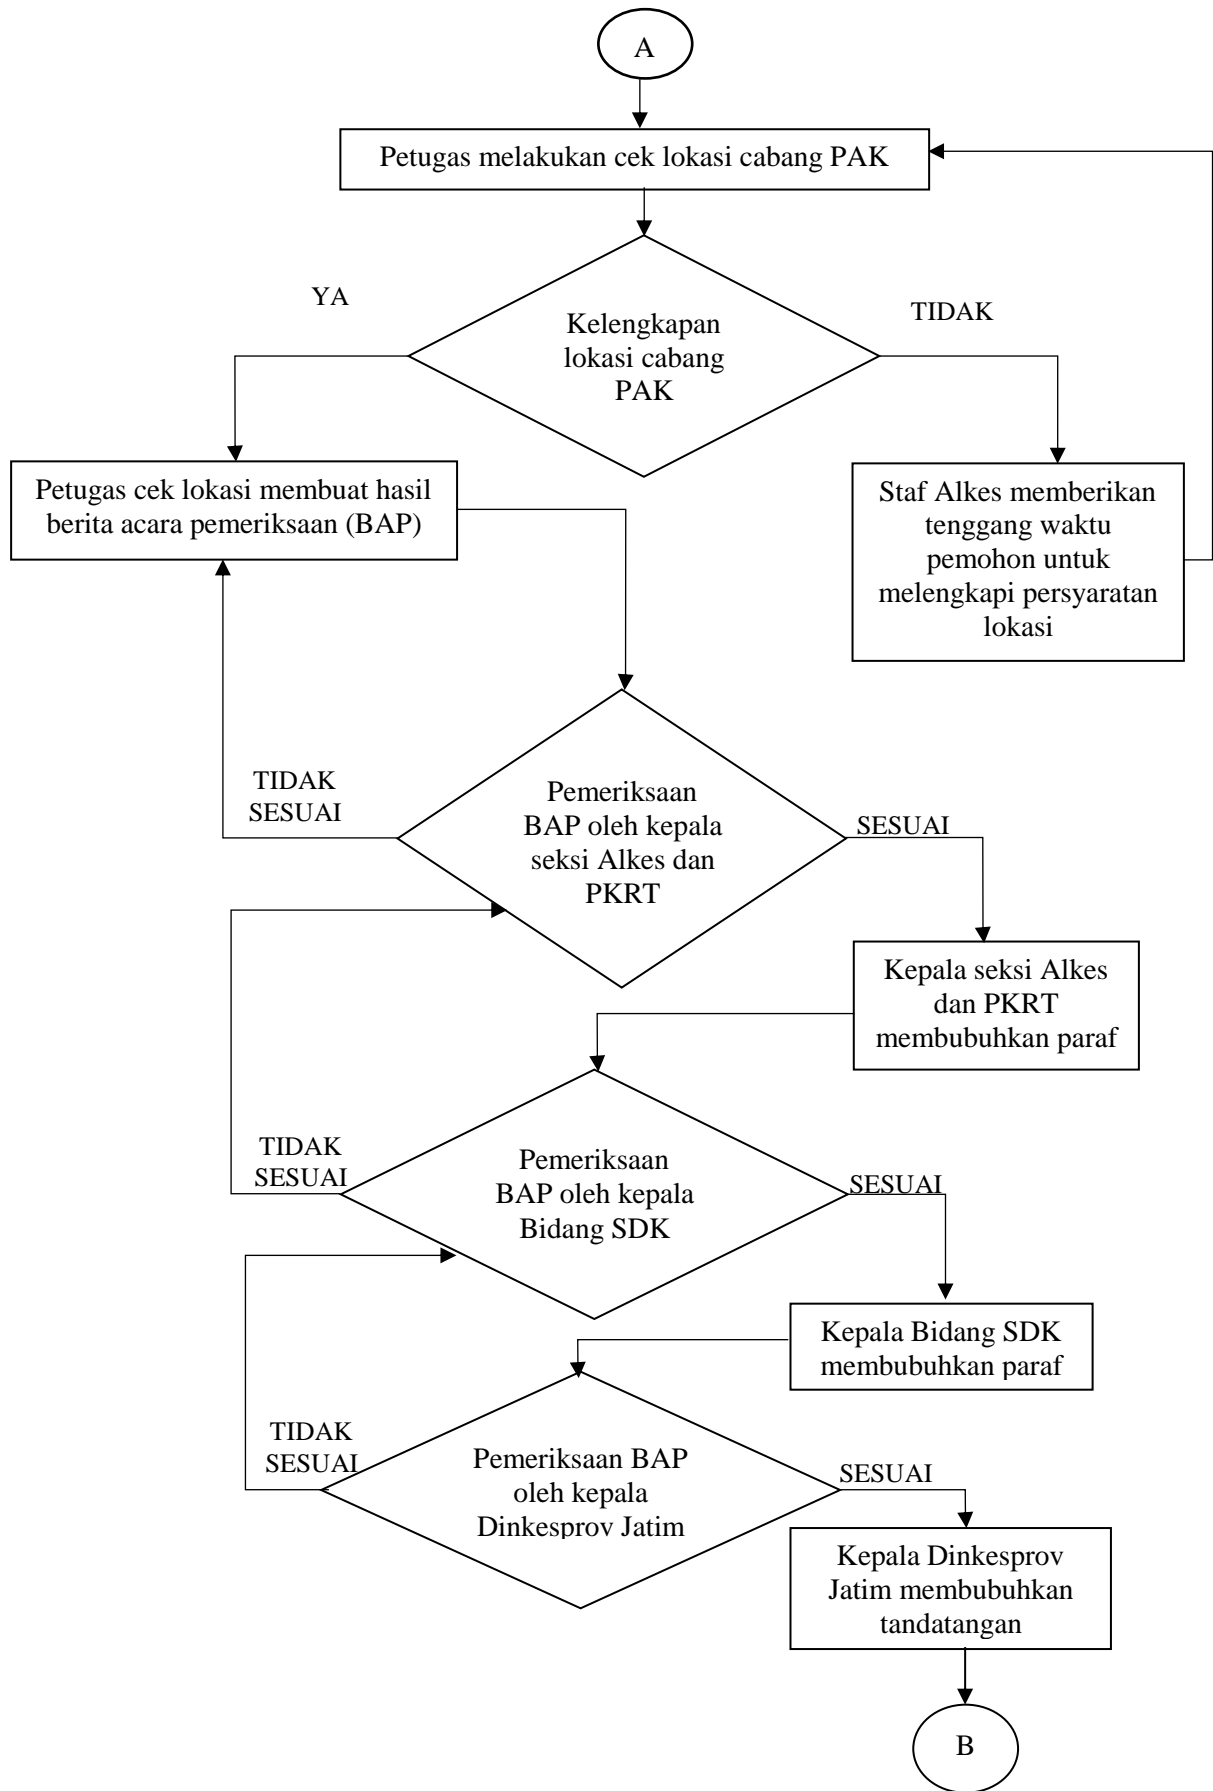 A
Petugas melakukan cek lokasi cabang PAK
YA
TIDAK
Kelengkapan
lokasi cabang
PAK
Petugas cek lokasi membuat hasil
berita acara pemeriksaan (BAP)
Staf Alkes memberikan
tenggang waktu
pemohon untuk
melengkapi persyaratan
lokasi
TIDAK
SESUAI
Pemeriksaan
BAP oleh kepala
seksi Alkes dan
PKRT
SESUAI
Kepala seksi Alkes
dan PKRT
membubuhkan paraf
TIDAK
SESUAI
Pemeriksaan
BAP oleh kepala
Bidang SDK
SESUAI
Kepala Bidang SDK
membubuhkan paraf
TIDAK
SESUAI
Pemeriksaan BAP
oleh kepala
Dinkesprov Jatim
SESUAI
Kepala Dinkesprov
Jatim membubuhkan
tandatangan
B